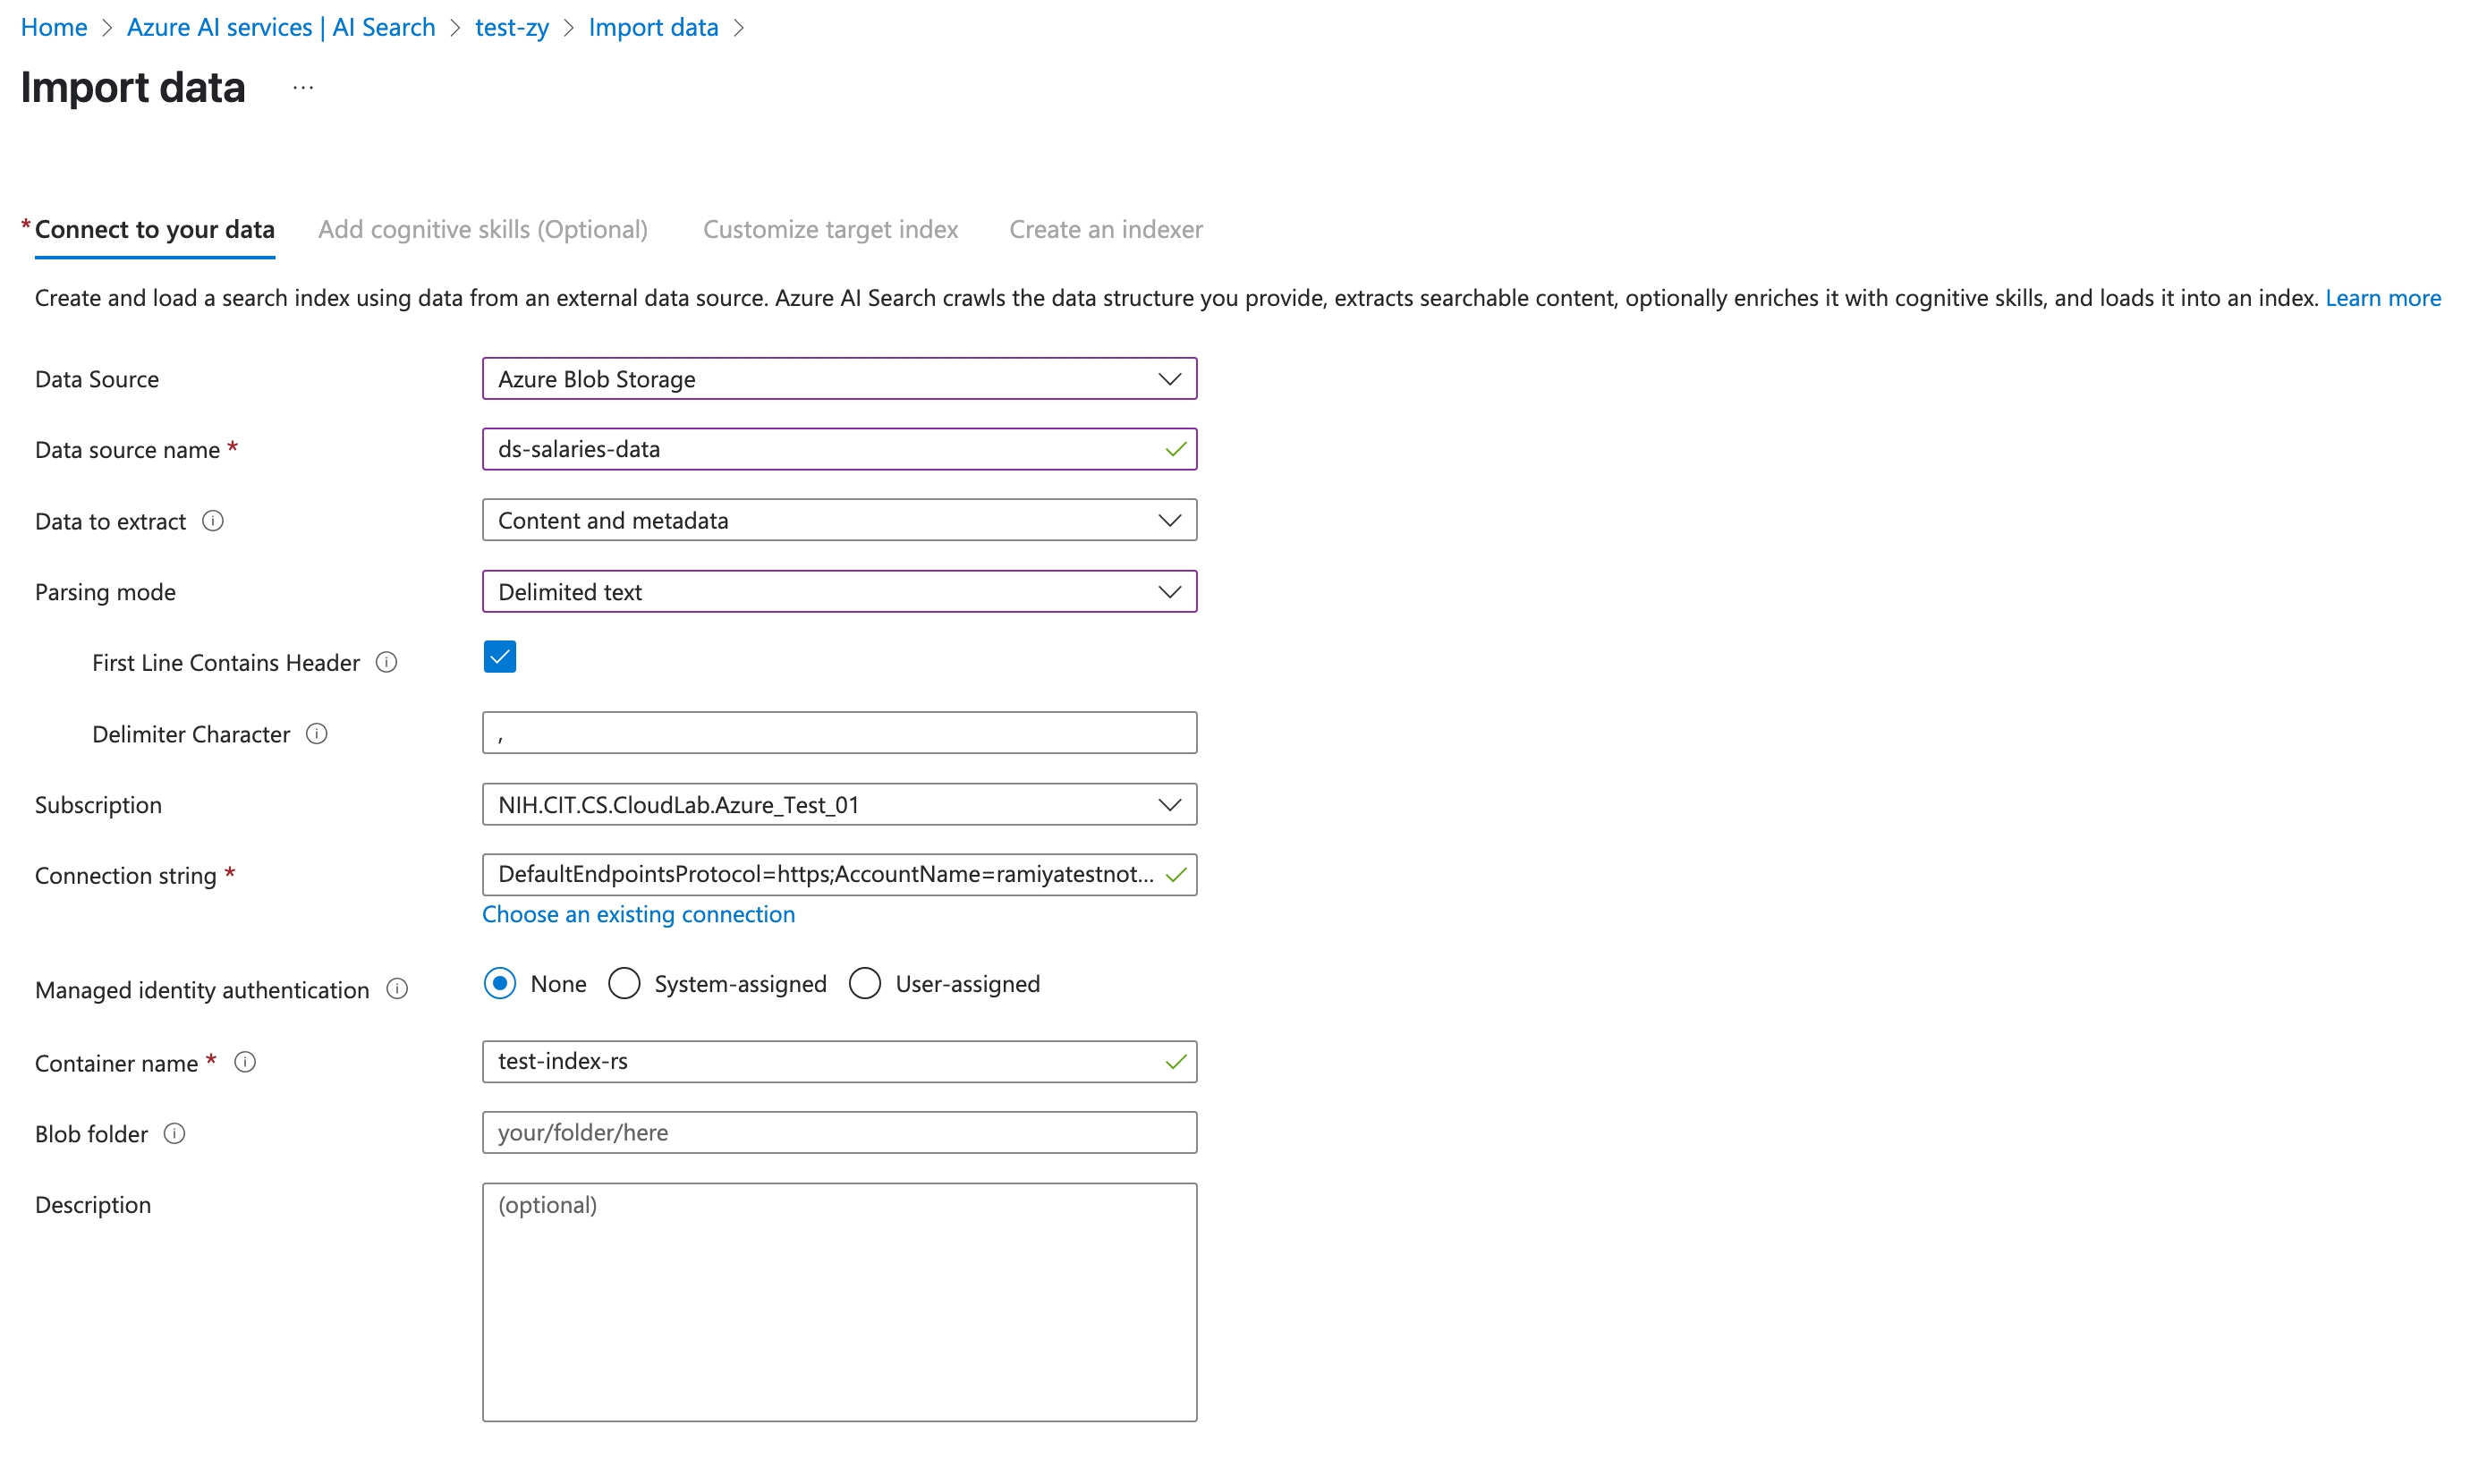 Home > Azure AI services | AI Search > test-zy > Import data >
Import data ...
* Connect to your data Add cognitive skills (Optional) Customize target index Create an indexer
Create and load a search index using data from an external data source. Azure AI Search crawls the data structure you provide, extracts searchable content, optionally enriches it with cognitive skills, and loads it into an index. Learn more
Data Source Azure Blob Storage
Data source name * ds-salaries-data
Data to extract Content and metadata
Parsing mode Delimited text
First Line Contains Header
Delimiter Character ,
Subscription NIH.CIT.CS.CloudLab.Azure_Test_01
Connection string * DefaultEndpointsProtocol=https;AccountName=ramiyatestnot...
Choose an existing connection
Managed identity authentication None System-assigned User-assigned
Container name * test-index-rs
Blob folder your/folder/here
Description (optional)